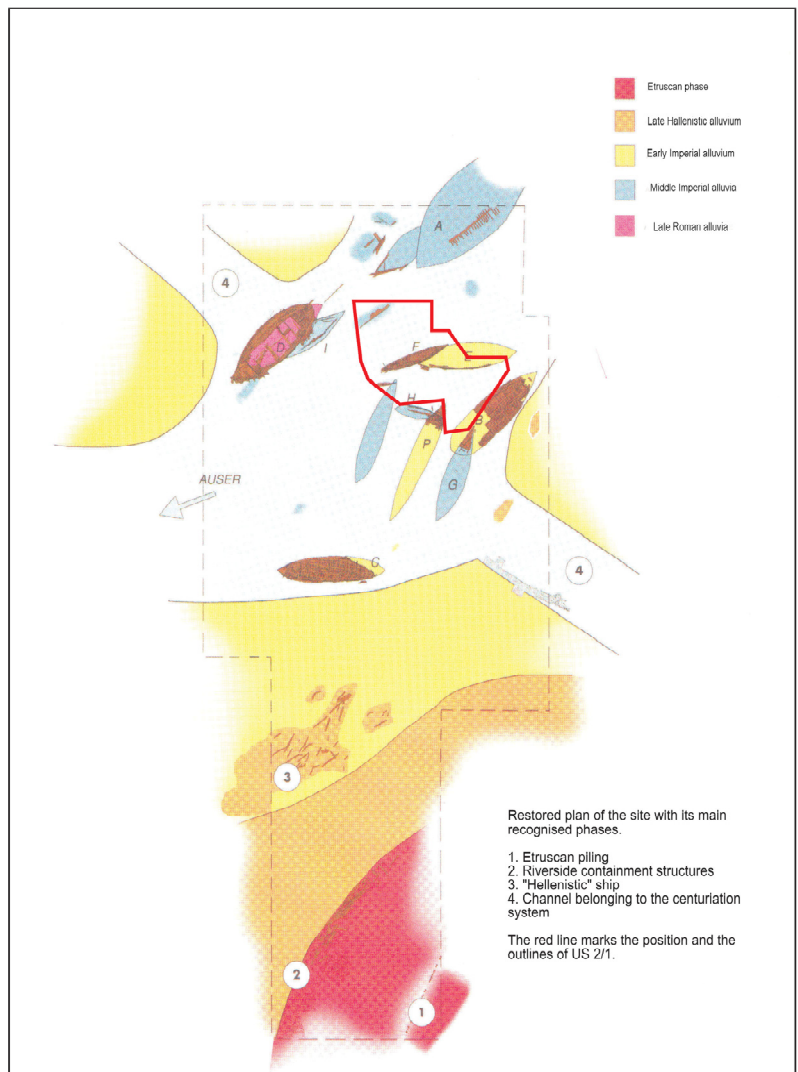 Etruscan phase
Late Hellenistic alluvium
Early Imperial alluvium
Middle Imperial alluvia
Late Roman alluvia
A
4
D
I
F
E
H
B
P
G
AUSER
C
4
3
2
1
Restored plan of the site with its main
recognised phases.
1. Etruscan piling
2. Riverside containment structures
3. "Hellenistic" ship
4. Channel belonging to the centuriation
system
The red line marks the position and the
outlines of US 2/1.